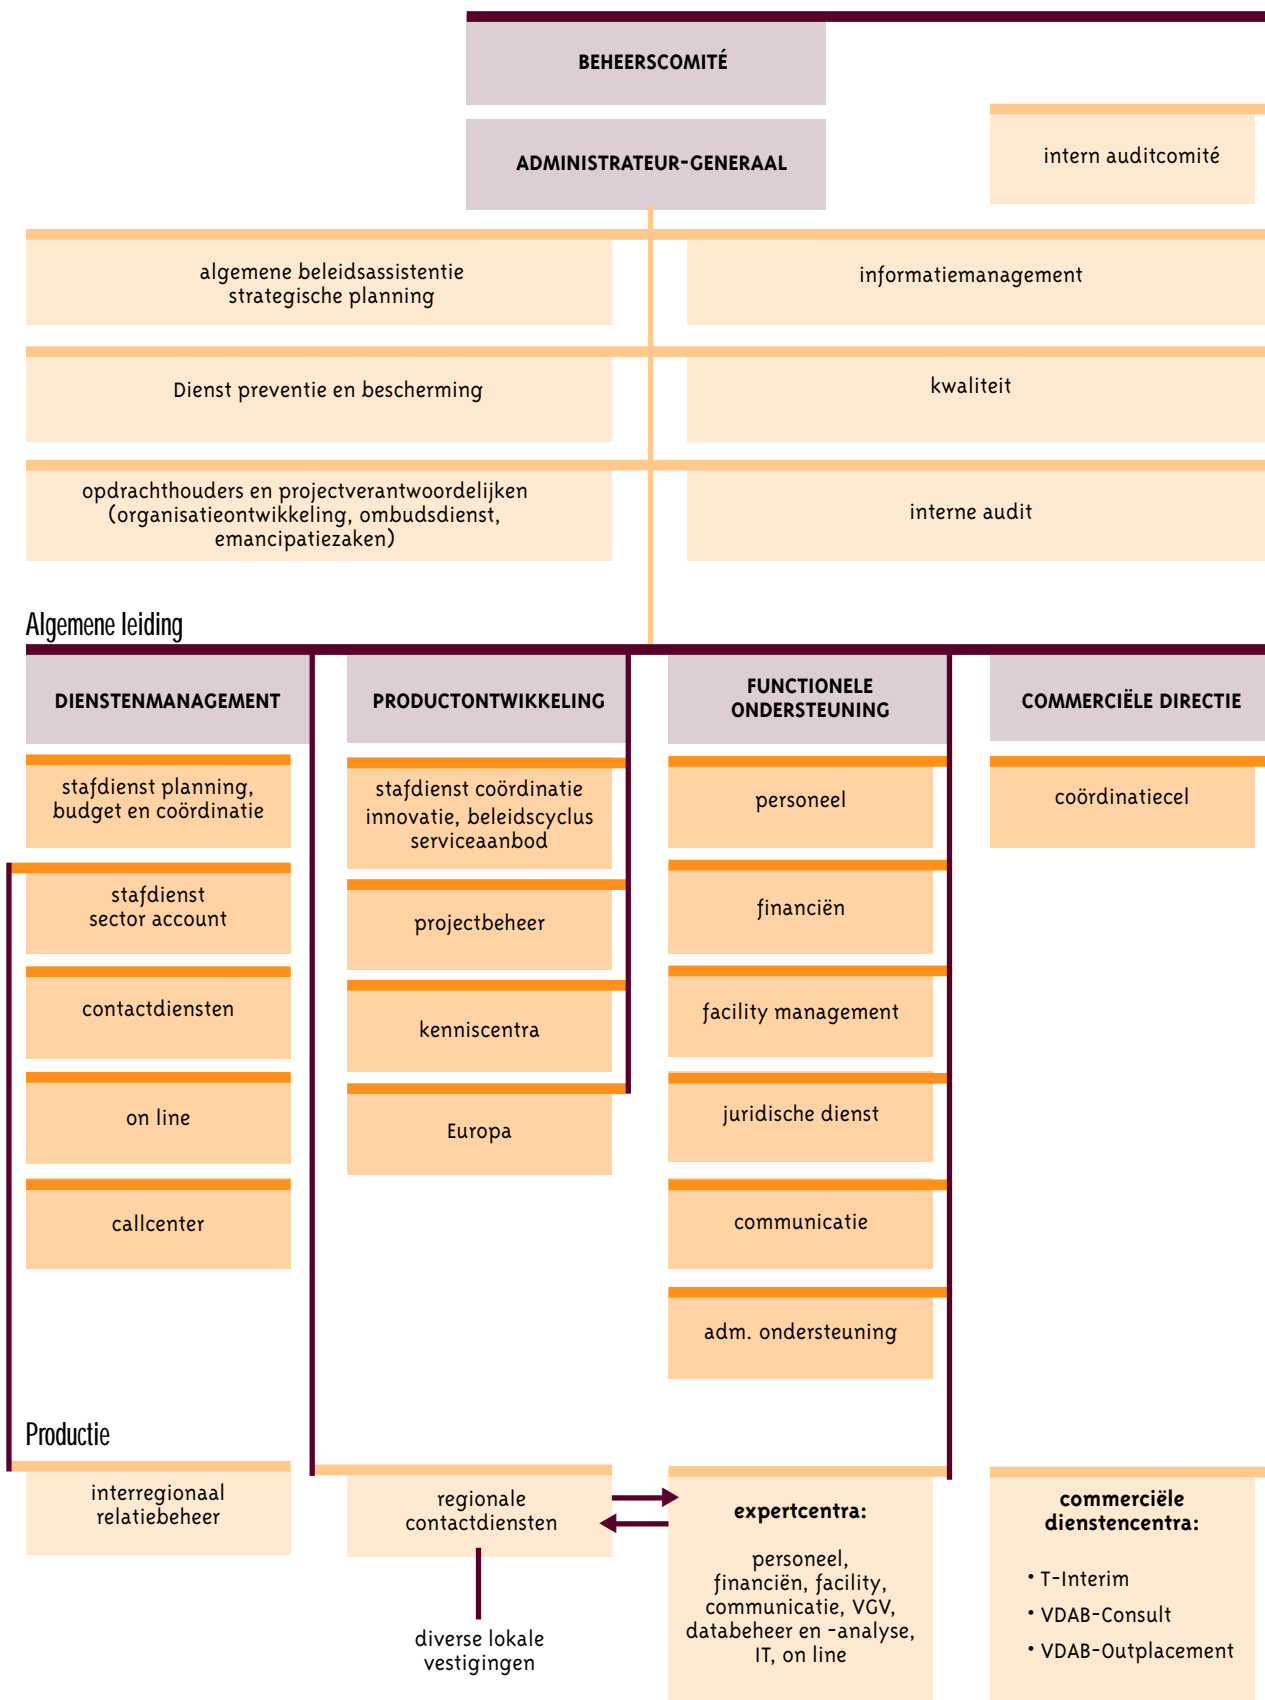 BEHEERSCOMITÉ
ADMINISTRATEUR-GENERAAL
intern auditcomité
algemene beleidsassistentie
strategische planning
informatiemanagement
Dienst preventie en bescherming
kwaliteit
opdrachthouders en projectverantwoordelijken
(organisatieontwikkeling, ombudsdienst,
emancipatiezaken)
interne audit
Algemene leiding
DIENSTENMANAGEMENT
stafdienst planning,
budget en coördinatie
stafdienst
sector account
contactdiensten
on line
callcenter
PRODUCTONTWIKKELING
stafdienst coördinatie
innovatie, beleidscyclus
serviceaanbod
projectbeheer
kenniscentra
Europa
FUNCTIONELE
ONDERSTEUNING
personeel
financiën
facility management
juridische dienst
communicatie
adm. ondersteuning
COMMERCIËLE DIRECTIE
coördinatiecel
Productie
interregionaal
relatiebeheer
regionale
contactdiensten
diverse lokale
vestigingen
expertcentra:
personeel,
financiën, facility,
communicatie, VGV,
databeheer en -analyse,
IT, on line
commerciële
dienstencentra:
• T-Interim
• VDAB-Consult
• VDAB-Outplacement